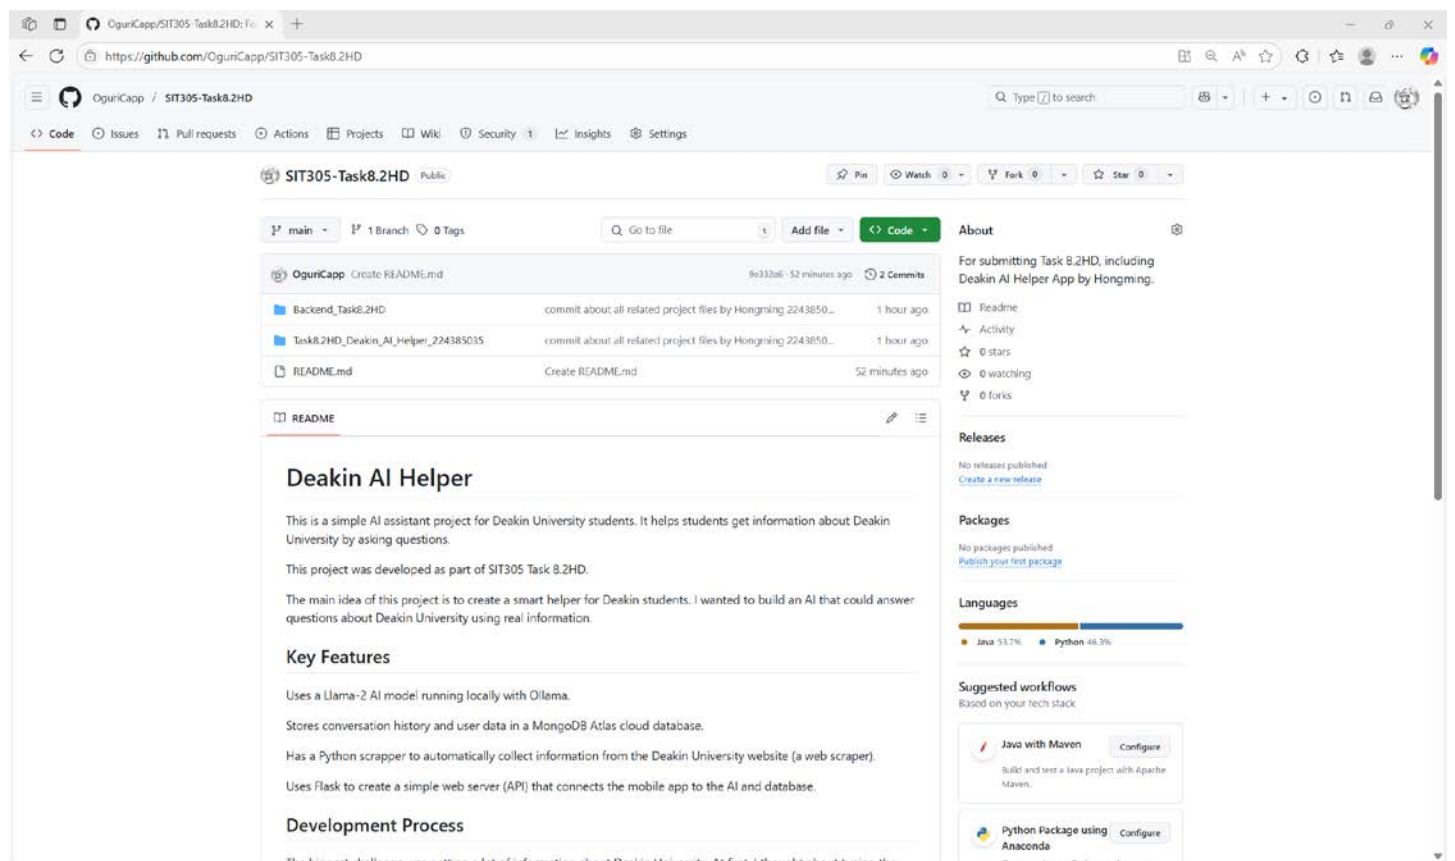 OguriCapp/SIT305-Task8.2HD: Fo
https://github.com/OguriCapp/SIT305-Task8.2HD
OguriCapp / SIT305-Task8.2HD
Type / to search
Code Issues Pull requests Actions Projects Wiki Security 1 Insights Settings
SIT305-Task8.2HD Public
Pin Watch 0 Fork 0 Star 0
main 1 Branch 0 Tags
Go to file t Add file Code
OguriCapp Create README.md 9e332a6 · 52 minutes ago 2 Commits
Backend_Task8.2HD commit about all related project files by Hongming 2243850... 1 hour ago
Task8.2HD_Deakin_AI_Helper_224385035 commit about all related project files by Hongming 2243850... 1 hour ago
README.md Create README.md 52 minutes ago
README
Deakin AI Helper
This is a simple AI assistant project for Deakin University students. It helps students get information about Deakin
University by asking questions.
This project was developed as part of SIT305 Task 8.2HD.
The main idea of this project is to create a smart helper for Deakin students. I wanted to build an AI that could answer
questions about Deakin University using real information.
Key Features
Uses a Llama-2 AI model running locally with Ollama.
Stores conversation history and user data in a MongoDB Atlas cloud database.
Has a Python scrapper to automatically collect information from the Deakin University website (a web scraper).
Uses Flask to create a simple web server (API) that connects the mobile app to the AI and database.
Development Process
About
For submitting Task 8.2HD, including
Deakin AI Helper App by Hongming.
Readme
Activity
0 stars
0 watching
0 forks
Releases
No releases published
Create a new release
Packages
No packages published
Publish your first package
Languages
Java 53.7% Python 46.3%
Suggested workflows
Based on your tech stack
Java with Maven Configure
Build and test a Java project with Apache
Maven.
Python Package using Configure
Anaconda